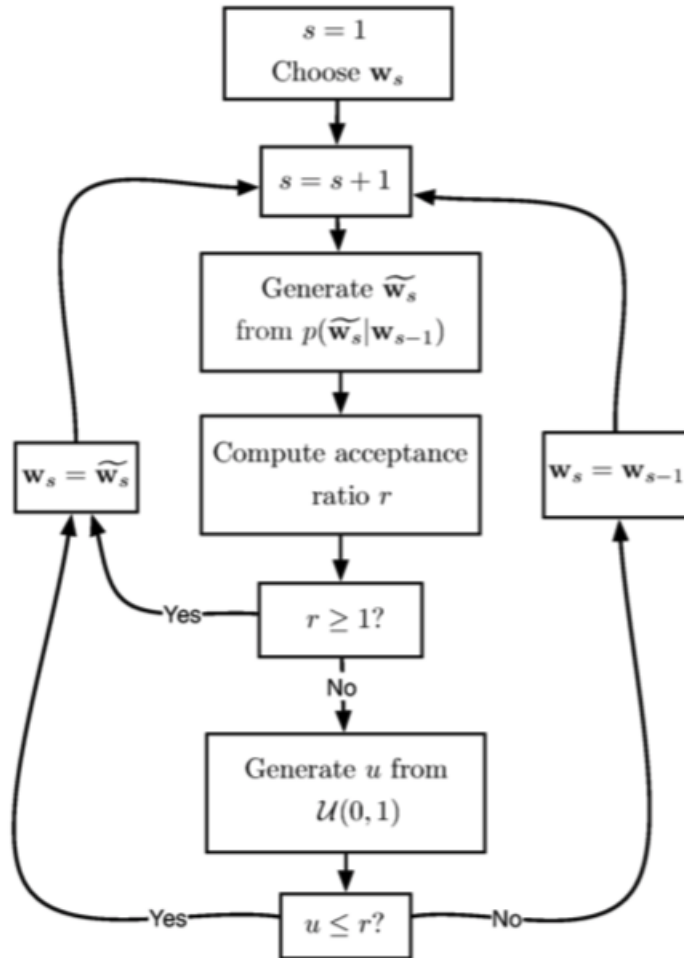 s = 1
Choose w_s
s = s + 1
Generate w̃_s
from p(w̃_s|w_{s−1})
Compute acceptance
ratio r
w_s = w̃_s
w_s = w_{s−1}
Yes
r ≥ 1?
No
Generate u from
𝒰(0, 1)
Yes
u ≤ r?
No